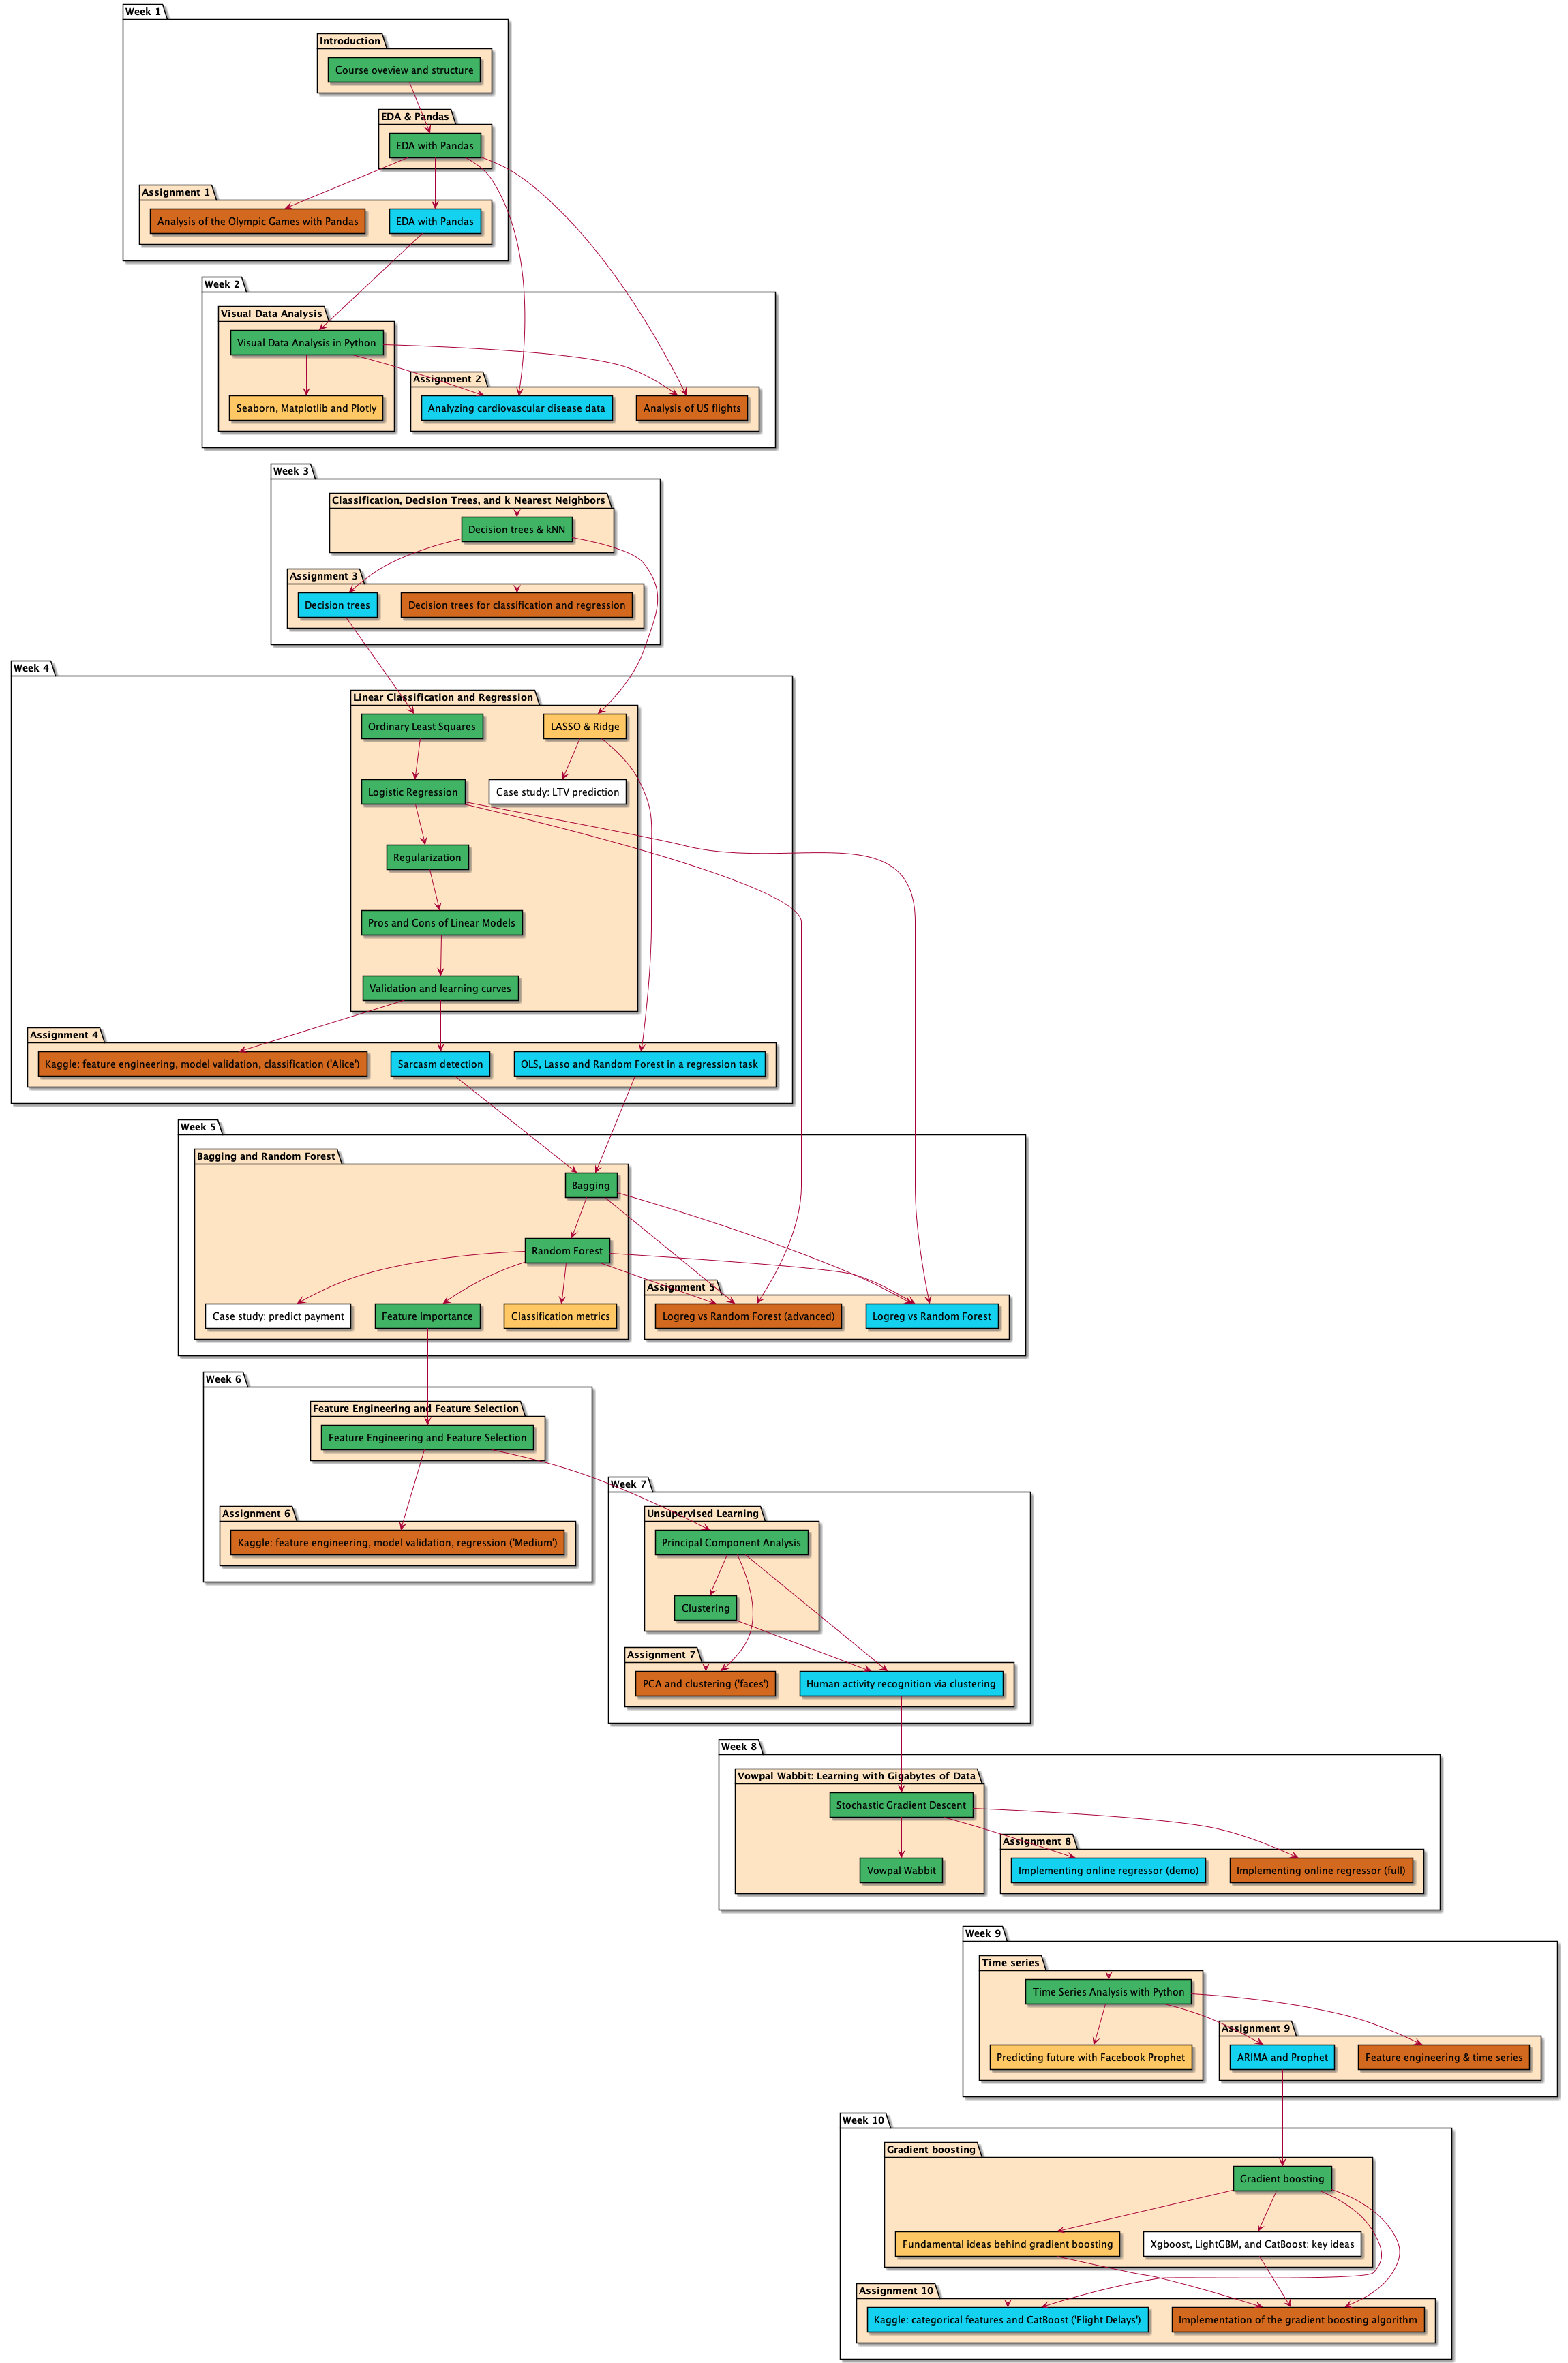 Week 1
Introduction
Course oveview and structure
EDA & Pandas
EDA with Pandas
Assignment 1
Analysis of the Olympic Games with Pandas
EDA with Pandas
Week 2
Visual Data Analysis
Visual Data Analysis in Python
Seaborn, Matplotlib and Plotly
Assignment 2
Analyzing cardiovascular disease data
Analysis of US flights
Week 3
Classification, Decision Trees, and k Nearest Neighbors
Decision trees & kNN
Assignment 3
Decision trees
Decision trees for classification and regression
Week 4
Linear Classification and Regression
Ordinary Least Squares
LASSO & Ridge
Logistic Regression
Case study: LTV prediction
Regularization
Pros and Cons of Linear Models
Validation and learning curves
Assignment 4
Kaggle: feature engineering, model validation, classification ('Alice')
Sarcasm detection
OLS, Lasso and Random Forest in a regression task
Week 5
Bagging and Random Forest
Bagging
Random Forest
Case study: predict payment
Feature Importance
Classification metrics
Assignment 5
Logreg vs Random Forest (advanced)
Logreg vs Random Forest
Week 6
Feature Engineering and Feature Selection
Feature Engineering and Feature Selection
Assignment 6
Kaggle: feature engineering, model validation, regression ('Medium')
Week 7
Unsupervised Learning
Principal Component Analysis
Clustering
Assignment 7
PCA and clustering ('faces')
Human activity recognition via clustering
Week 8
Vowpal Wabbit: Learning with Gigabytes of Data
Stochastic Gradient Descent
Vowpal Wabbit
Assignment 8
Implementing online regressor (demo)
Implementing online regressor (full)
Week 9
Time series
Time Series Analysis with Python
Predicting future with Facebook Prophet
Assignment 9
ARIMA and Prophet
Feature engineering & time series
Week 10
Gradient boosting
Gradient boosting
Fundamental ideas behind gradient boosting
Xgboost, LightGBM, and CatBoost: key ideas
Assignment 10
Kaggle: categorical features and CatBoost ('Flight Delays')
Implementation of the gradient boosting algorithm